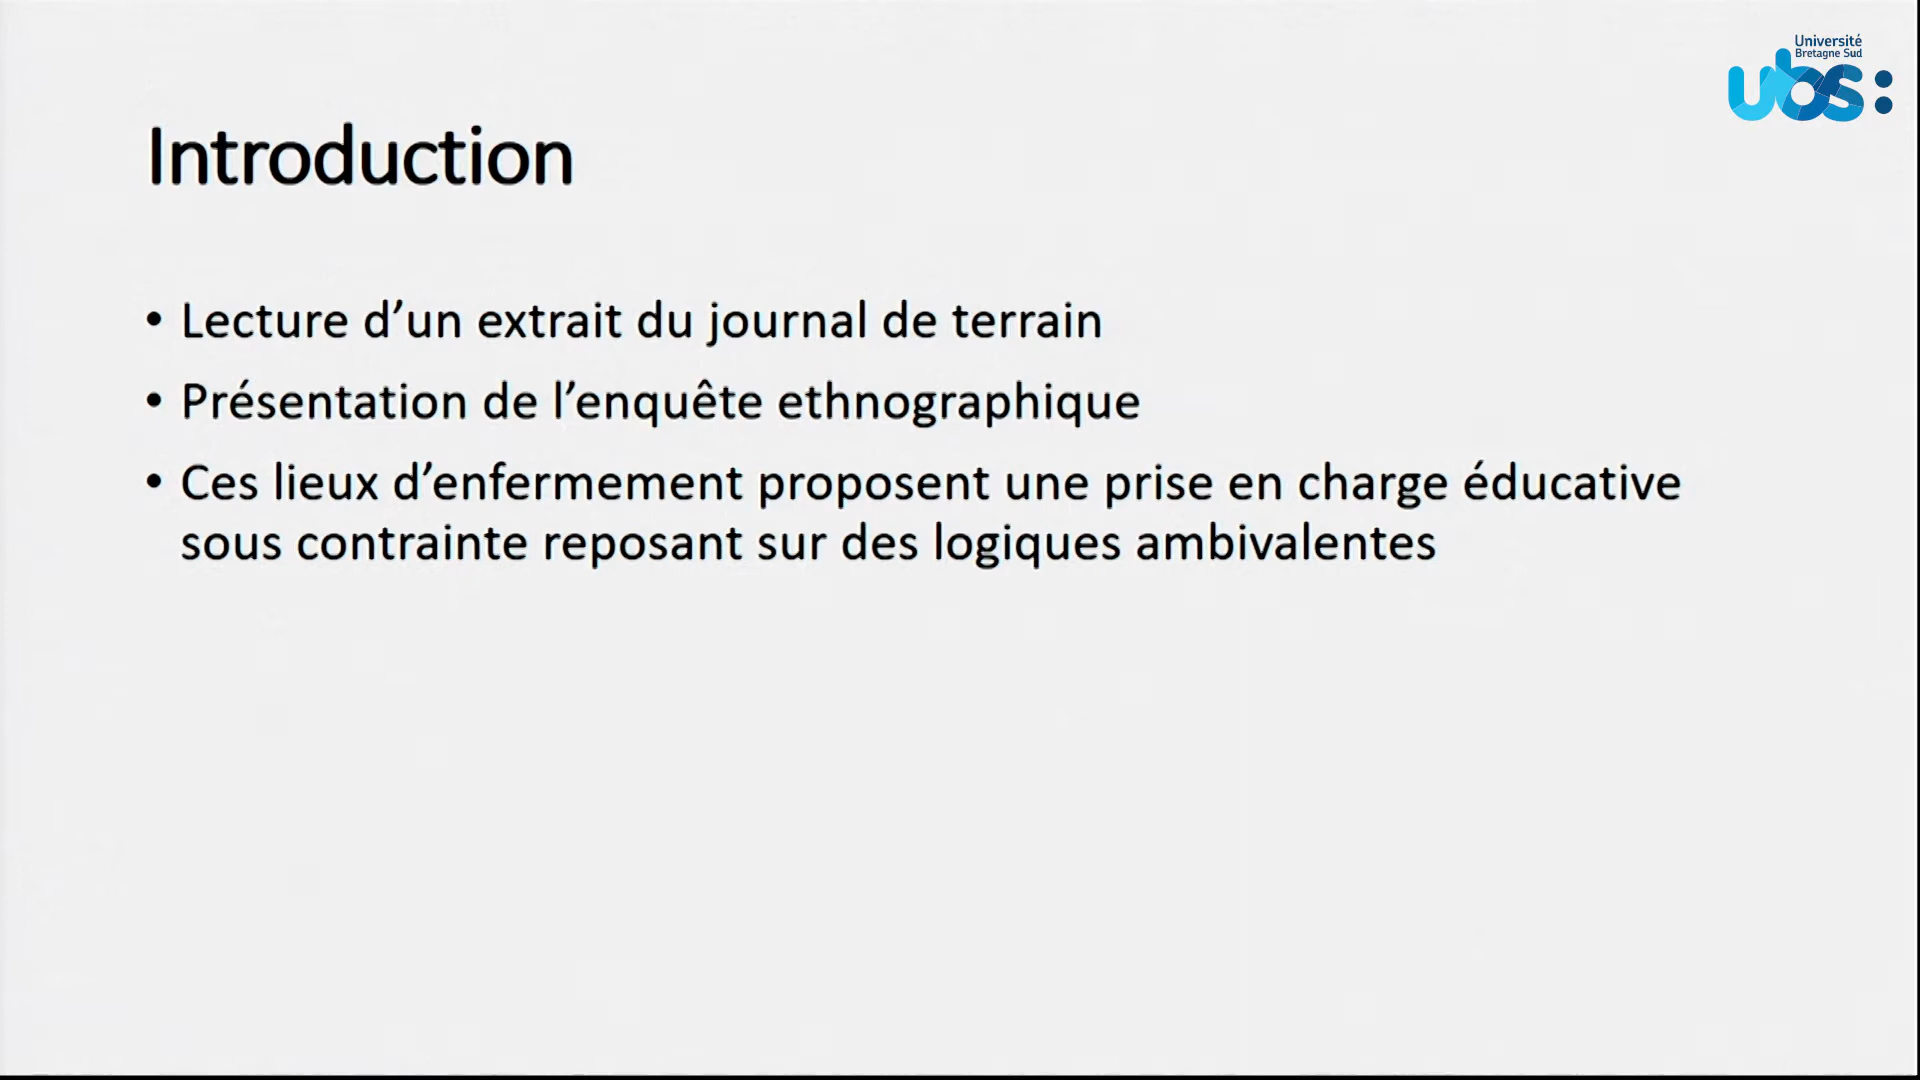 Université
Bretagne Sud
ubs:
Introduction
• Lecture d’un extrait du journal de terrain
• Présentation de l’enquête ethnographique
• Ces lieux d’enfermement proposent une prise en charge éducative
sous contrainte reposant sur des logiques ambivalentes